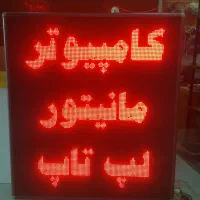 کامپیوتر
مانیتور
لپ تاپ